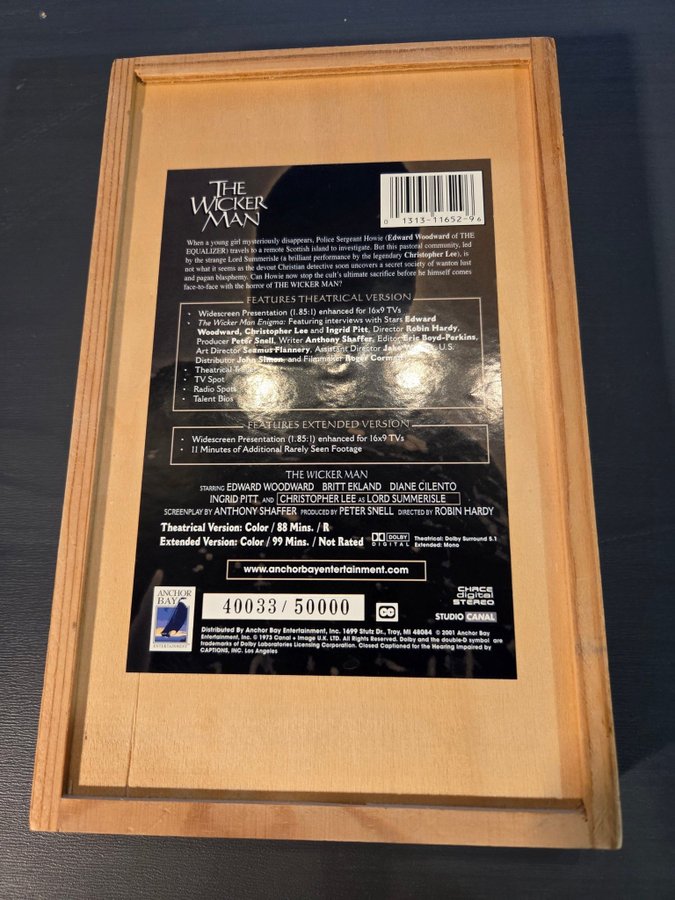 THE
WICKER
MAN
0 1313-11652-9 6
When a young girl mysteriously disappears, Police Sergeant Howie (Edward Woodward of THE
EQUALIZER) travels to a remote Scottish island to investigate. But this pastoral community, led
by the strange Lord Summerisle (a brilliant performance by the legendary Christopher Lee), is
not what it seems as the devout Christian detective soon uncovers a secret society of wanton lust
and pagan blasphemy. Can Howie now stop the cult's ultimate sacrifice before he himself comes
face-to-face with the horror of THE WICKER MAN?
FEATURES THEATRICAL VERSION
• Widescreen Presentation (1.85:1) enhanced for 16x9 TVs
• The Wicker Man Enigma: Featuring interviews with Stars Edward
Woodward, Christopher Lee and Ingrid Pitt, Director Robin Hardy,
Producer Peter Snell, Writer Anthony Shaffer, Editor Eric Boyd-Perkins,
Art Director Seamus Flannery, Assistant Director Jake U.S.
Distributor John Simon, and Filmmaker Roger Corman
• Theatrical
• TV Spot
• Radio Spots
• Talent Bios
FEATURES EXTENDED VERSION
• Widescreen Presentation (1.85:1) enhanced for 16x9 TVs
• 11 Minutes of Additional Rarely Seen Footage
THE WICKER MAN
STARRING EDWARD WOODWARD BRITT EKLAND DIANE CILENTO
INGRID PITT AND CHRISTOPHER LEE AS LORD SUMMERISLE
SCREENPLAY BY ANTHONY SHAFFER PRODUCED BY PETER SNELL DIRECTED BY ROBIN HARDY
Theatrical Version: Color / 88 Mins. / R
Extended Version: Color / 99 Mins. / Not Rated
DOLBY
DIGITAL
Theatrical: Dolby Surround 5.1
Extended: Mono
www.anchorbayentertainment.com
ANCHOR
BAY
ENTERTAINMENT
40033 / 50000
CC
CHACE
digital
STEREO
STUDIO CANAL
Distributed By Anchor Bay Entertainment, Inc. 1699 Stutz Dr., Troy, MI 48084 © 2001 Anchor Bay
Entertainment, Inc. © 1973 Canal + Image U.K. LTD. All Rights Reserved. Dolby and the double-D symbol are
trademarks of Dolby Laboratories Licensing Corporation. Closed Captioned for the Hearing Impaired by
CAPTIONS, INC. Los Angeles